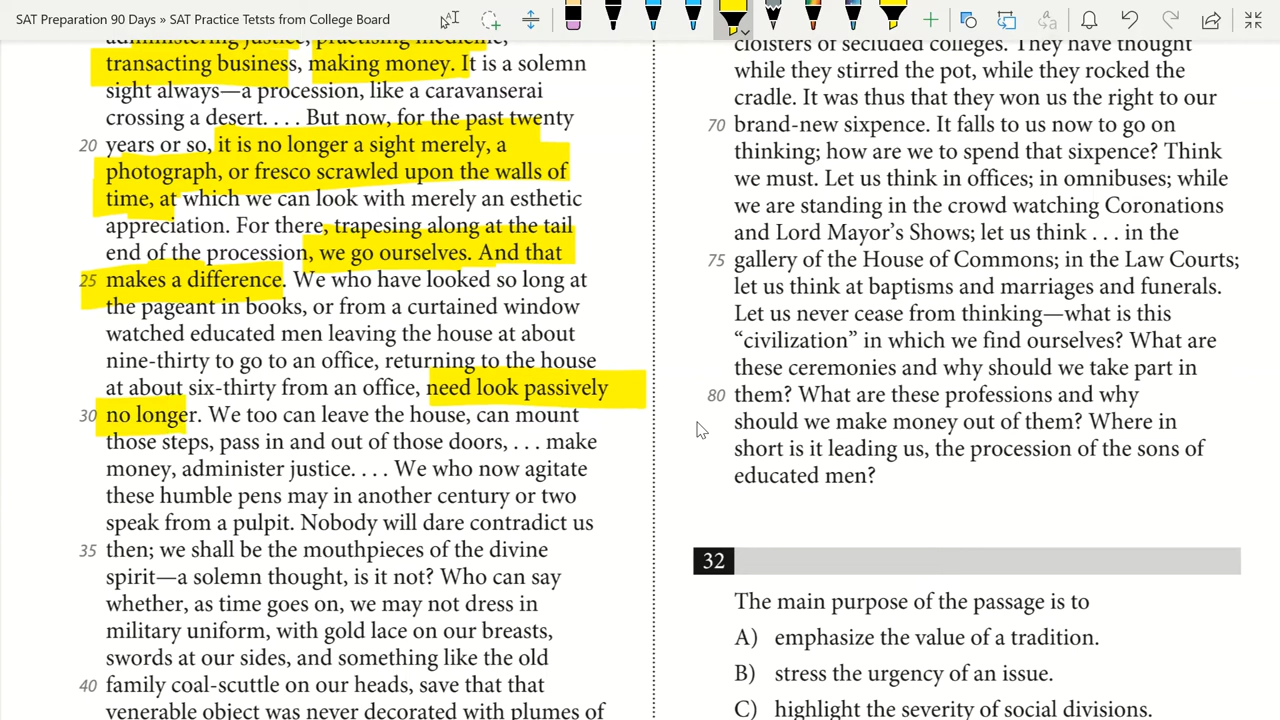 SAT Preparation 90 Days » SAT Practice Tetsts from College Board
administering justice, practising medicine,
transacting business, making money. It is a solemn
sight always—a procession, like a caravanserai
crossing a desert. . . . But now, for the past twenty
20 years or so, it is no longer a sight merely, a
photograph, or fresco scrawled upon the walls of
time, at which we can look with merely an esthetic
appreciation. For there, trapesing along at the tail
end of the procession, we go ourselves. And that
25 makes a difference. We who have looked so long at
the pageant in books, or from a curtained window
watched educated men leaving the house at about
nine-thirty to go to an office, returning to the house
at about six-thirty from an office, need look passively
30 no longer. We too can leave the house, can mount
those steps, pass in and out of those doors, . . . make
money, administer justice. . . . We who now agitate
these humble pens may in another century or two
speak from a pulpit. Nobody will dare contradict us
35 then; we shall be the mouthpieces of the divine
spirit—a solemn thought, is it not? Who can say
whether, as time goes on, we may not dress in
military uniform, with gold lace on our breasts,
swords at our sides, and something like the old
40 family coal-scuttle on our heads, save that that
venerable object was never decorated with plumes of
cloisters of secluded colleges. They have thought
while they stirred the pot, while they rocked the
cradle. It was thus that they won us the right to our
70 brand-new sixpence. It falls to us now to go on
thinking; how are we to spend that sixpence? Think
we must. Let us think in offices; in omnibuses; while
we are standing in the crowd watching Coronations
and Lord Mayor's Shows; let us think . . . in the
75 gallery of the House of Commons; in the Law Courts;
let us think at baptisms and marriages and funerals.
Let us never cease from thinking—what is this
“civilization” in which we find ourselves? What are
these ceremonies and why should we take part in
80 them? What are these professions and why
should we make money out of them? Where in
short is it leading us, the procession of the sons of
educated men?
32
The main purpose of the passage is to
A) emphasize the value of a tradition.
B) stress the urgency of an issue.
C) highlight the severity of social divisions.